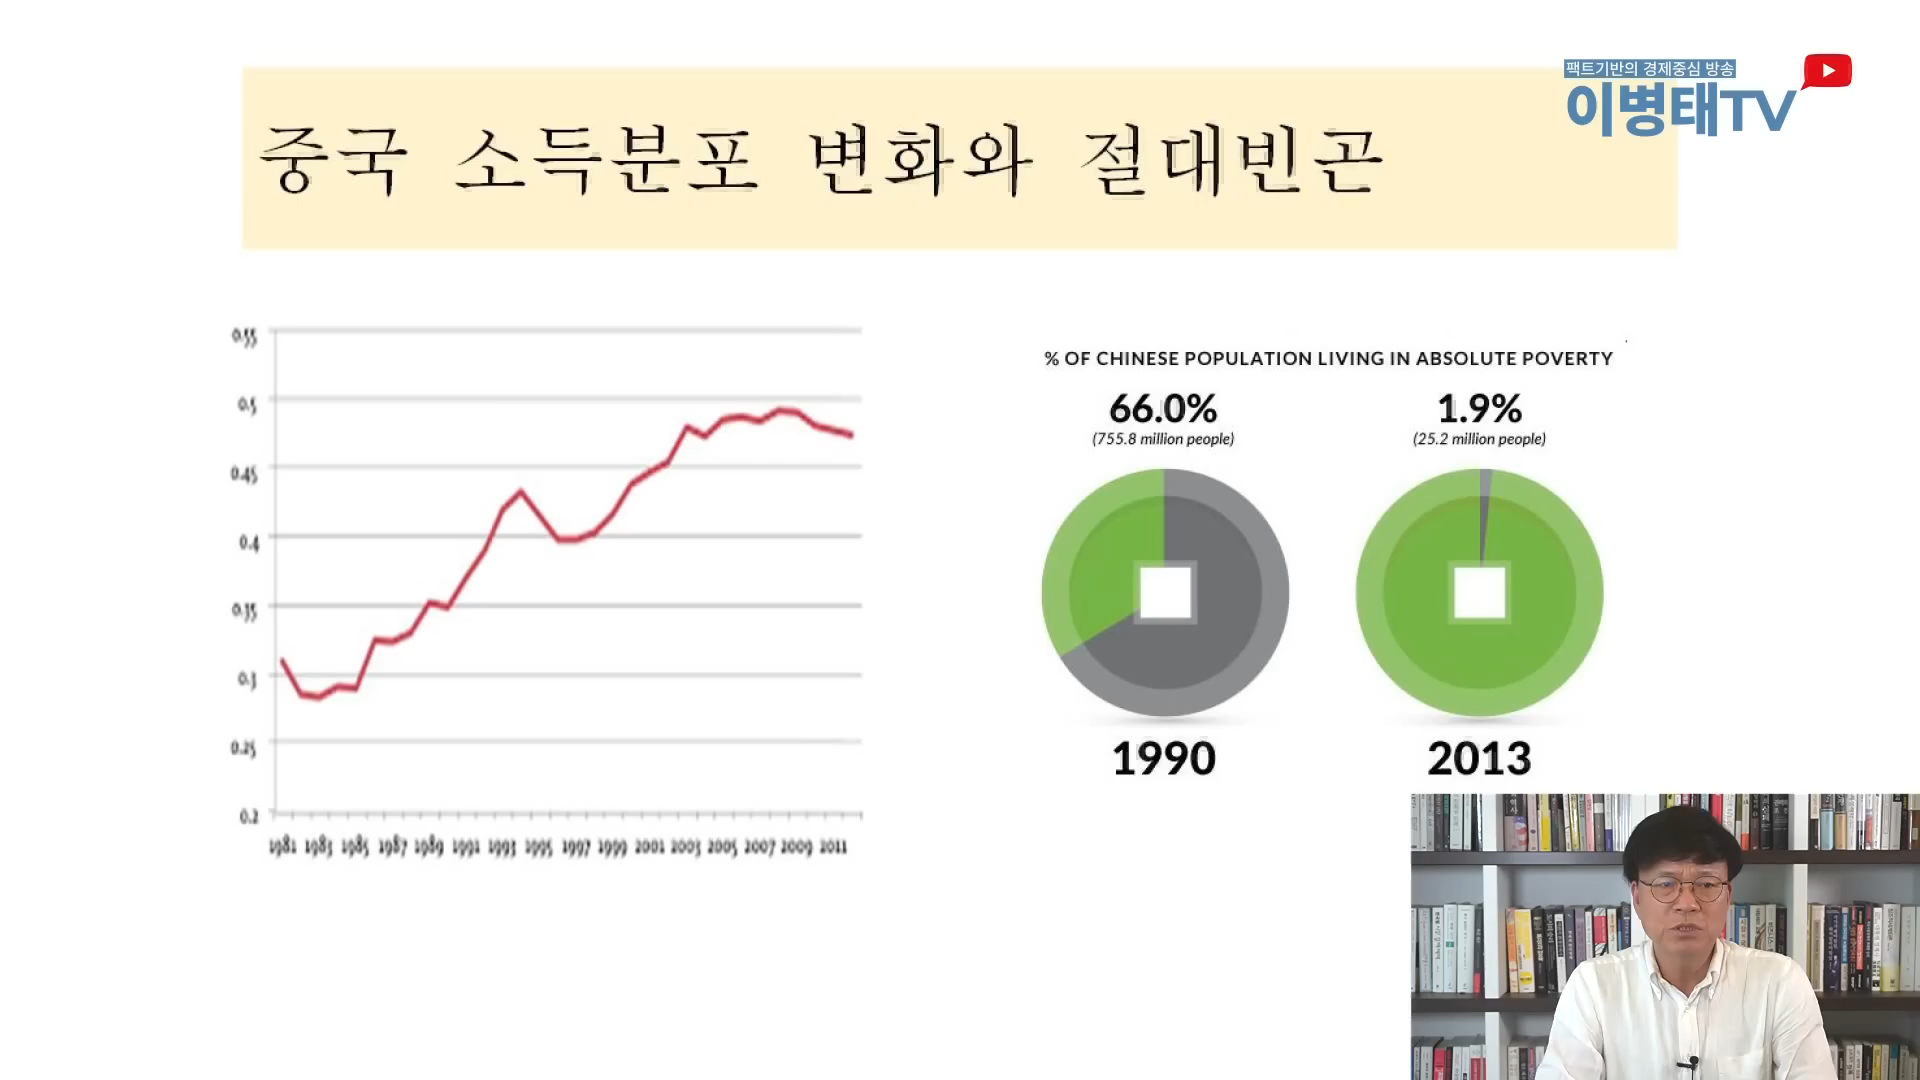 팩트기반의 경제중심 방송
이병태TV
중국 소득분포 변화와 절대빈곤
0.55
0.5
0.45
0.4
0.35
0.3
0.25
0.2
1981 1983 1985 1987 1989 1991 1993 1995 1997 1999 2001 2003 2005 2007 2009 2011
% OF CHINESE POPULATION LIVING IN ABSOLUTE POVERTY
66.0%
(755.8 million people)
1990
1.9%
(25.2 million people)
2013